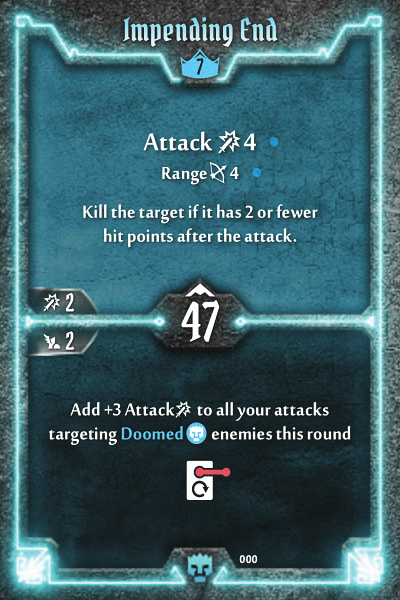 Impending End
7
Attack 4
Range 4
Kill the target if it has 2 or fewer
hit points after the attack.
2
47
2
Add +3 Attack to all your attacks
targeting Doomed enemies this round
000